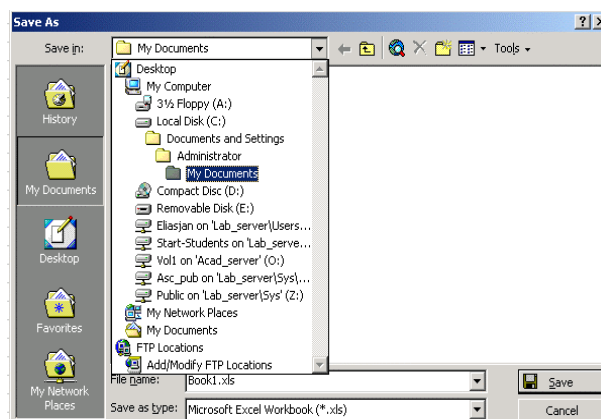 Save As
Save in:
My Documents
Tools
Desktop
My Computer
3½ Floppy (A:)
Local Disk (C:)
Documents and Settings
Administrator
My Documents
Compact Disc (D:)
Removable Disk (E:)
Eliasjan on 'Lab_server\Users...
Start-Students on 'Lab_serve...
Vol1 on 'Acad_server' (O:)
Asc_pub on 'Lab_server\Sys\...
Public on 'Lab_server\Sys' (Z:)
My Network Places
My Documents
FTP Locations
Add/Modify FTP Locations
History
My Documents
Desktop
Favorites
My Network
Places
File name:
Book1.xls
Save
Save as type:
Microsoft Excel Workbook (*.xls)
Cancel